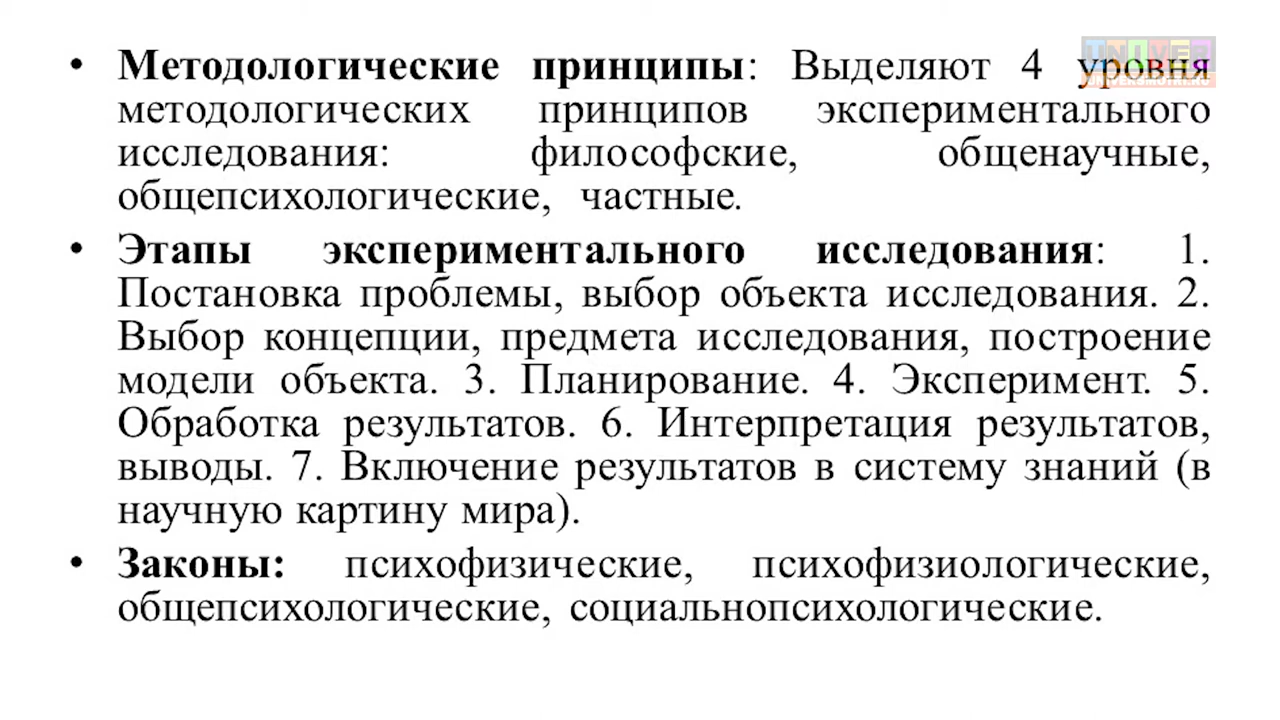 UNIVER
• Методологические принципы: Выделяют 4 уровня
методологических принципов экспериментального
исследования: философские, общенаучные,
общепсихологические, частные.
• Этапы экспериментального исследования: 1.
Постановка проблемы, выбор объекта исследования. 2.
Выбор концепции, предмета исследования, построение
модели объекта. 3. Планирование. 4. Эксперимент. 5.
Обработка результатов. 6. Интерпретация результатов,
выводы. 7. Включение результатов в систему знаний (в
научную картину мира).
• Законы: психофизические, психофизиологические,
общепсихологические, социальнопсихологические.